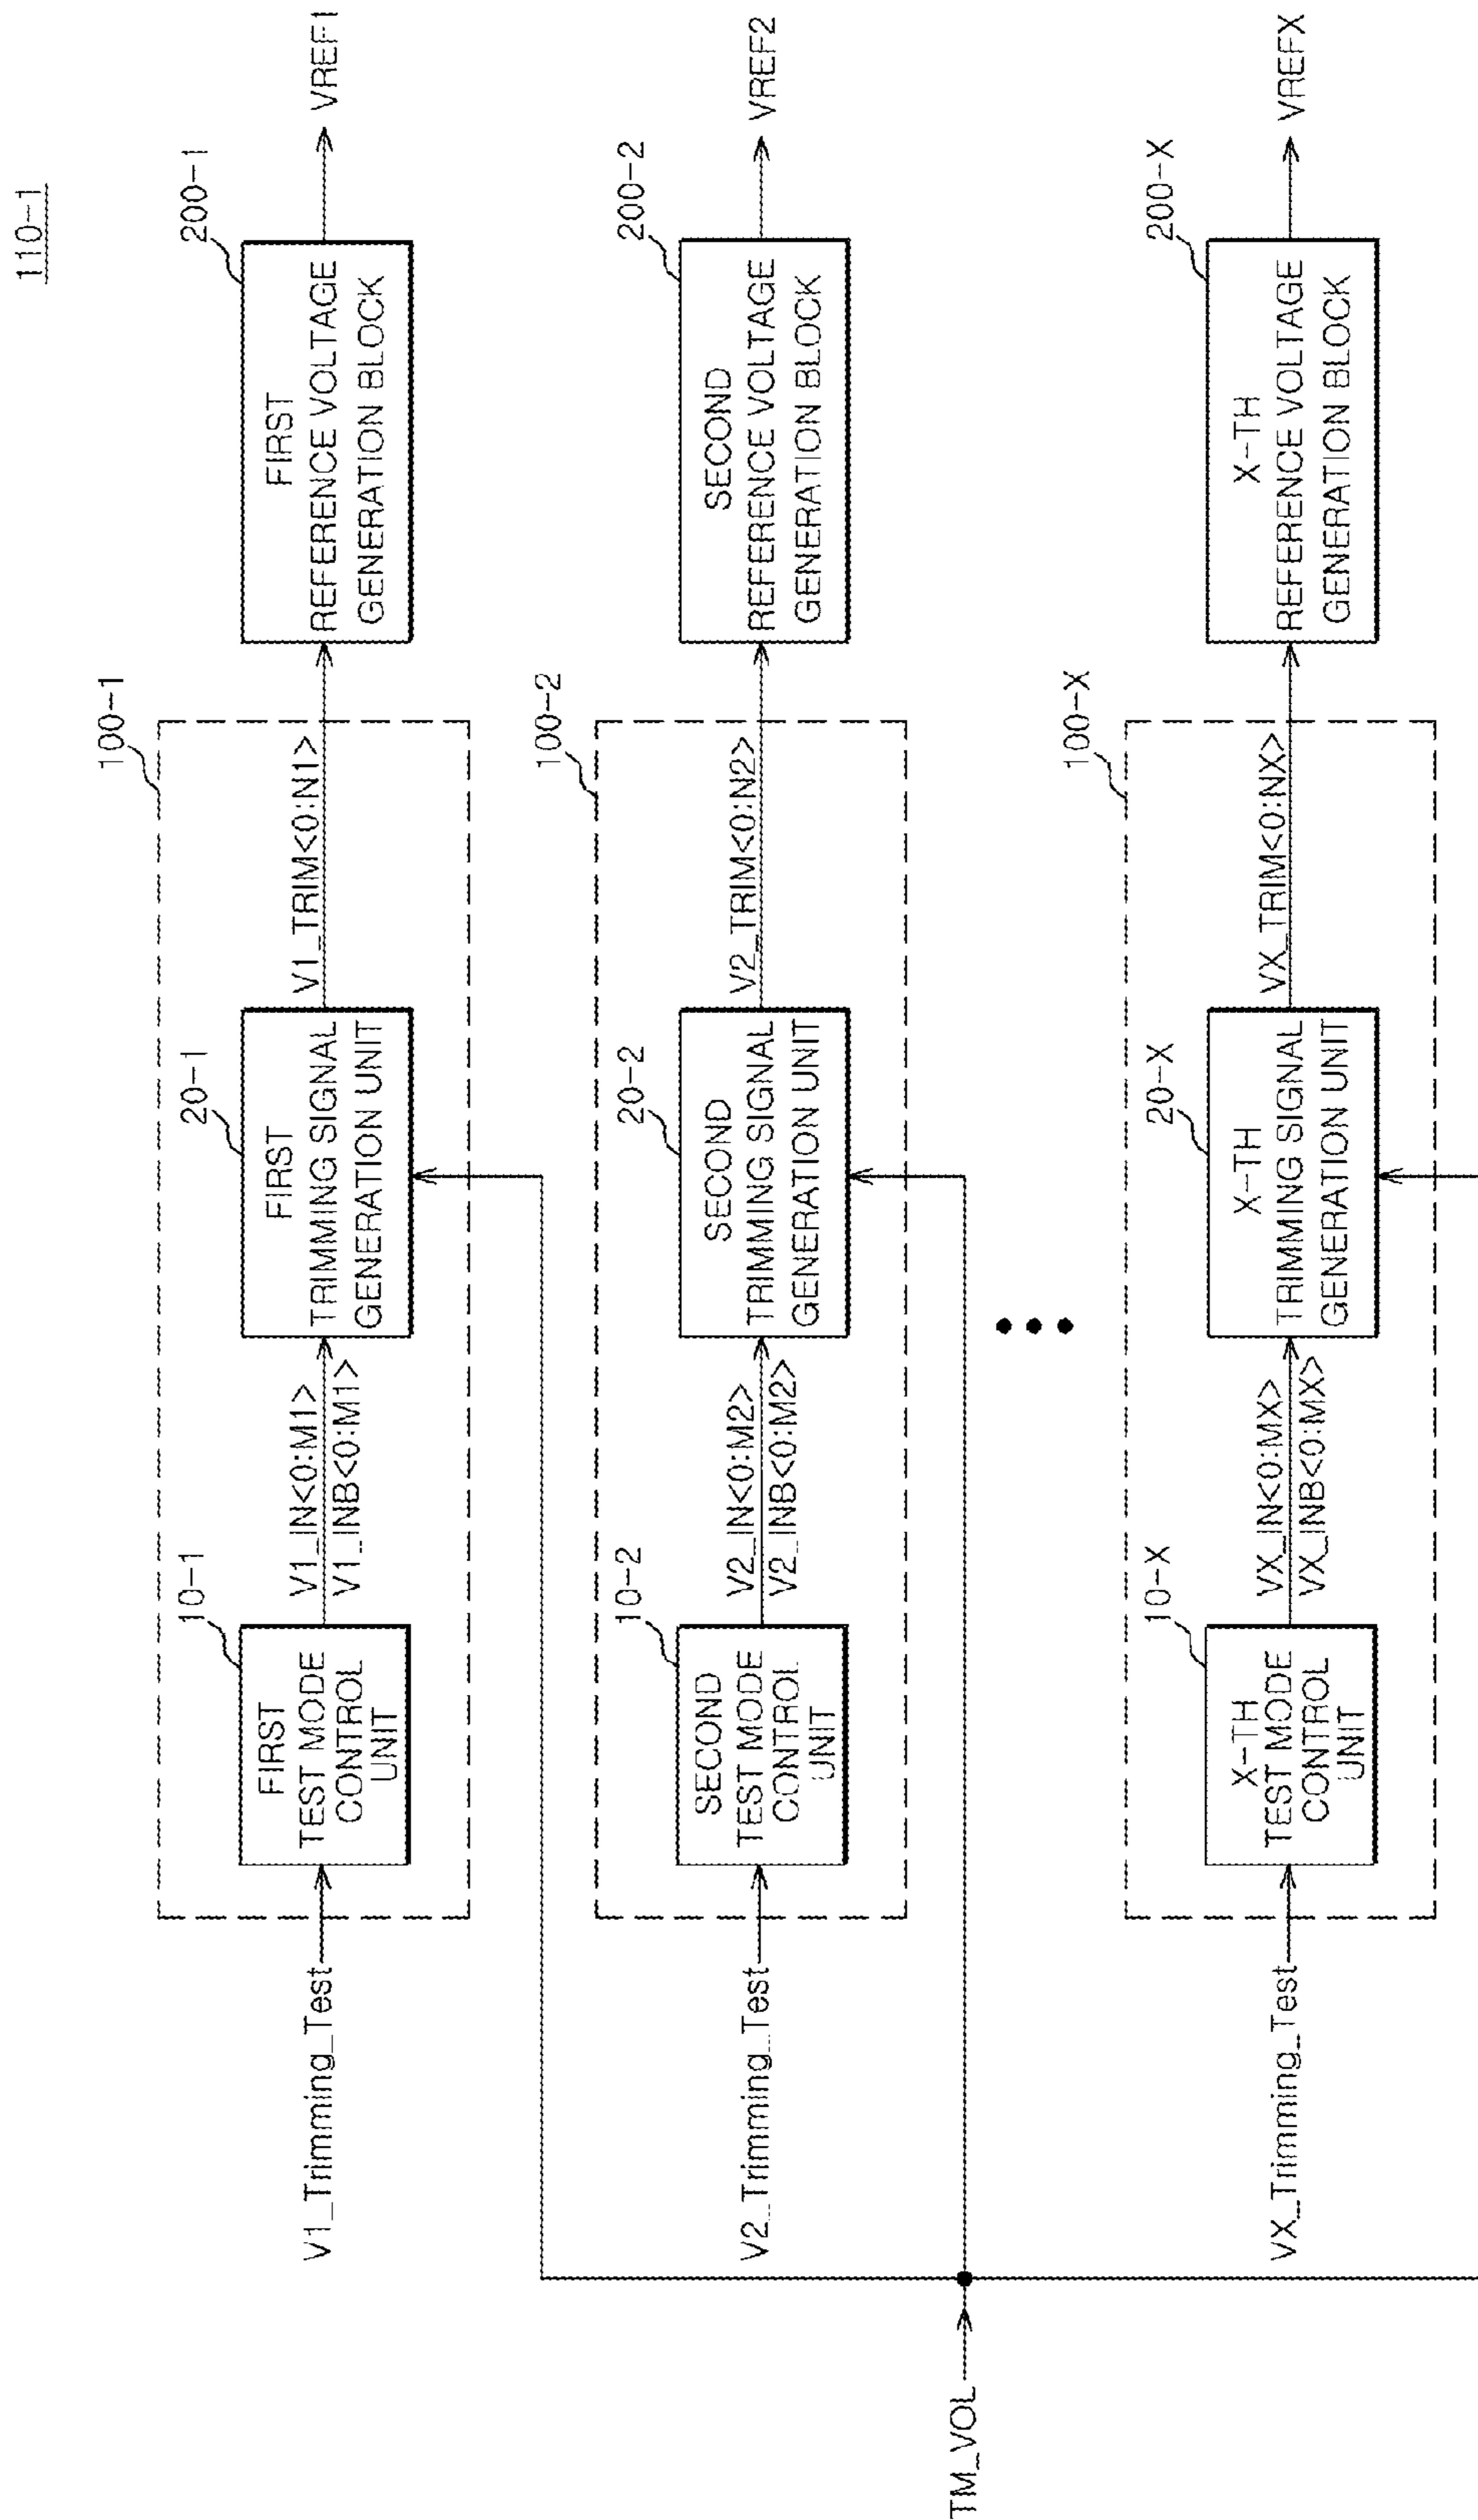 110-1
100-1
V1_Trimming_Test
10-1
FIRST
TEST MODE
CONTROL
UNIT
V1_IN<0:M1>
V1_INB<0:M1>
20-1
FIRST
TRIMMING SIGNAL
GENERATION UNIT
V1_TRIM<0:N1>
200-1
FIRST
REFERENCE VOLTAGE
GENERATION BLOCK
VREF1
100-2
V2_Trimming_Test
10-2
SECOND
TEST MODE
CONTROL
UNIT
V2_IN<0:M2>
V2_INB<0:M2>
20-2
SECOND
TRIMMING SIGNAL
GENERATION UNIT
V2_TRIM<0:N2>
200-2
SECOND
REFERENCE VOLTAGE
GENERATION BLOCK
VREF2
TM_VOL
100-X
VX_Trimming_Test
10-X
X-TH
TEST MODE
CONTROL
UNIT
VX_IN<0:MX>
VX_INB<0:MX>
20-X
X-TH
TRIMMING SIGNAL
GENERATION UNIT
VX_TRIM<0:NX>
200-X
X-TH
REFERENCE VOLTAGE
GENERATION BLOCK
VREFX